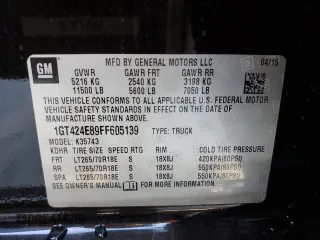 GM
MFD BY GENERAL MOTORS LLC 04/15
GVWR GAWR FRT GAWR RR
5216 KG 2540 KG 3198 KG
11500 LB 5600 LB 7050 LB
THIS VEHICLE CONFORMS TO ALL APPLICABLE U.S. FEDERAL
MOTOR VEHICLE SAFETY STANDARDS IN EFFECT ON THE DATE OF
MANUFACTURE SHOWN ABOVE.
1GT424E89FF605139 TYPE: TRUCK
MODEL: K35743
TIRE SIZE SPEED RTG RIM COLD TIRE PRESSURE
FRT LT265/70R18E S 18X8J 420KPA(60PSI)
RR LT265/70R18E S 18X8J 550KPA(80PSI)
SPA LT265/70R18E S 18X8J 550KPA(80PSI)
SEE OWNER'S MANUAL FOR ADDITIONAL INFORMATION.